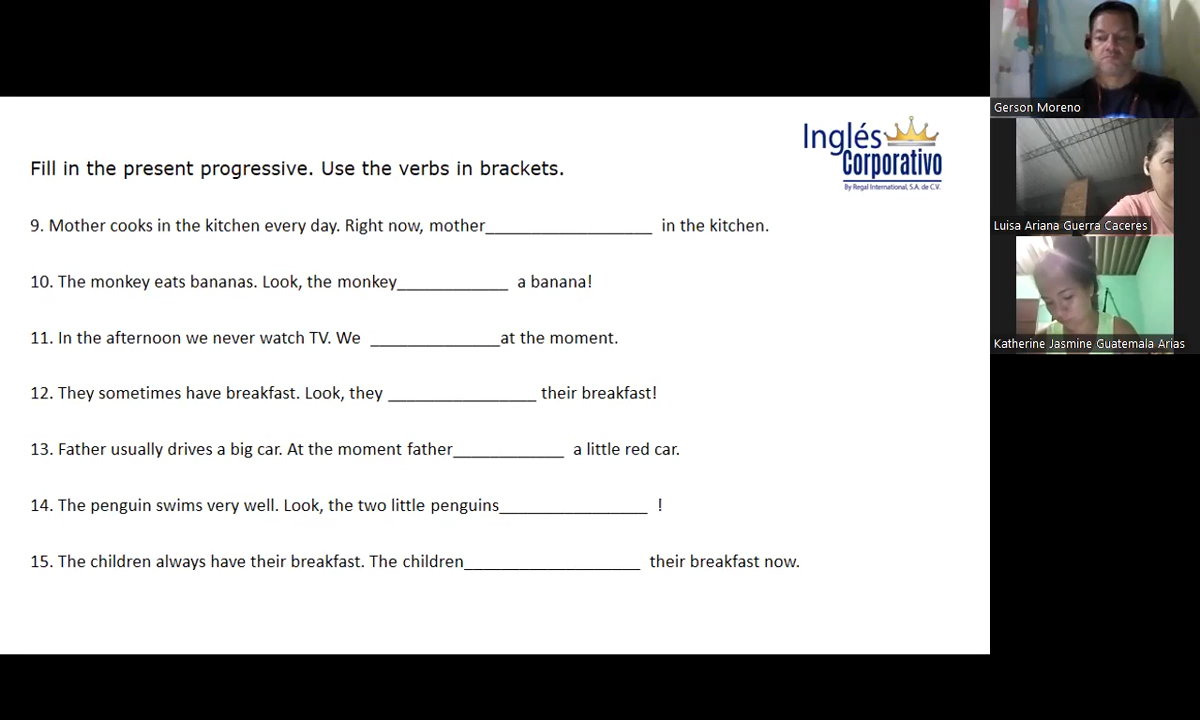 Inglés
Corporativo
By Regal International, S.A. de C.V.
Fill in the present progressive. Use the verbs in brackets.
9. Mother cooks in the kitchen every day. Right now, mother___________________ in the kitchen.
10. The monkey eats bananas. Look, the monkey____________ a banana!
11. In the afternoon we never watch TV. We ______________at the moment.
12. They sometimes have breakfast. Look, they ________________ their breakfast!
13. Father usually drives a big car. At the moment father____________ a little red car.
14. The penguin swims very well. Look, the two little penguins________________ !
15. The children always have their breakfast. The children___________________ their breakfast now.
Gerson Moreno
Luisa Ariana Guerra Caceres
Katherine Jasmine Guatemala Arias